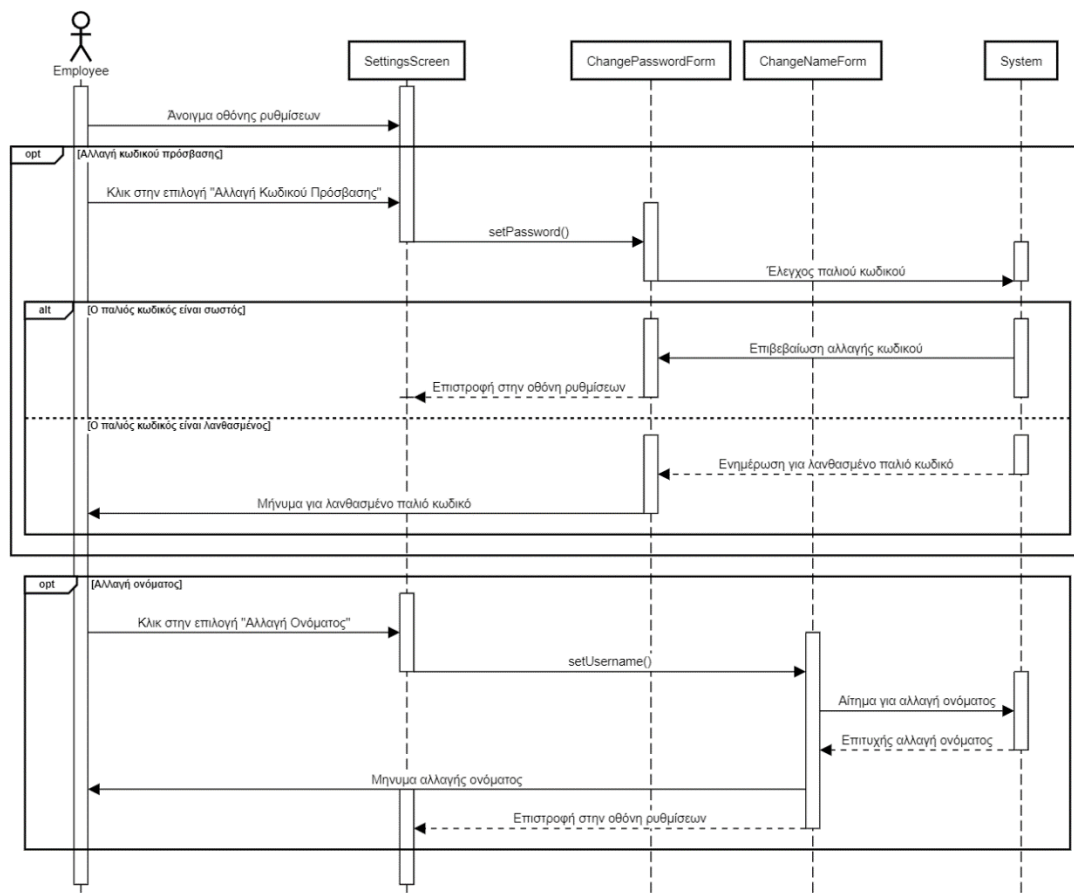 Employee
SettingsScreen
ChangePasswordForm
ChangeNameForm
System
Άνοιγμα οθόνης ρυθμίσεων
opt
[Αλλαγή κωδικού πρόσβασης]
Κλικ στην επιλογή "Αλλαγή Κωδικού Πρόσβασης"
setPassword()
Έλεγχος παλιού κωδικού
alt
[Ο παλιός κωδικός είναι σωστός]
Επιβεβαίωση αλλαγής κωδικού
Επιστροφή στην οθόνη ρυθμίσεων
[Ο παλιός κωδικός είναι λανθασμένος]
Ενημέρωση για λανθασμένο παλιό κωδικό
Μήνυμα για λανθασμένο παλιό κωδικό
opt
[Αλλαγή ονόματος]
Κλικ στην επιλογή "Αλλαγή Ονόματος"
setUsername()
Αίτημα για αλλαγή ονόματος
Επιτυχής αλλαγή ονόματος
Μηνυμα αλλαγής ονόματος
Επιστροφή στην οθόνη ρυθμίσεων